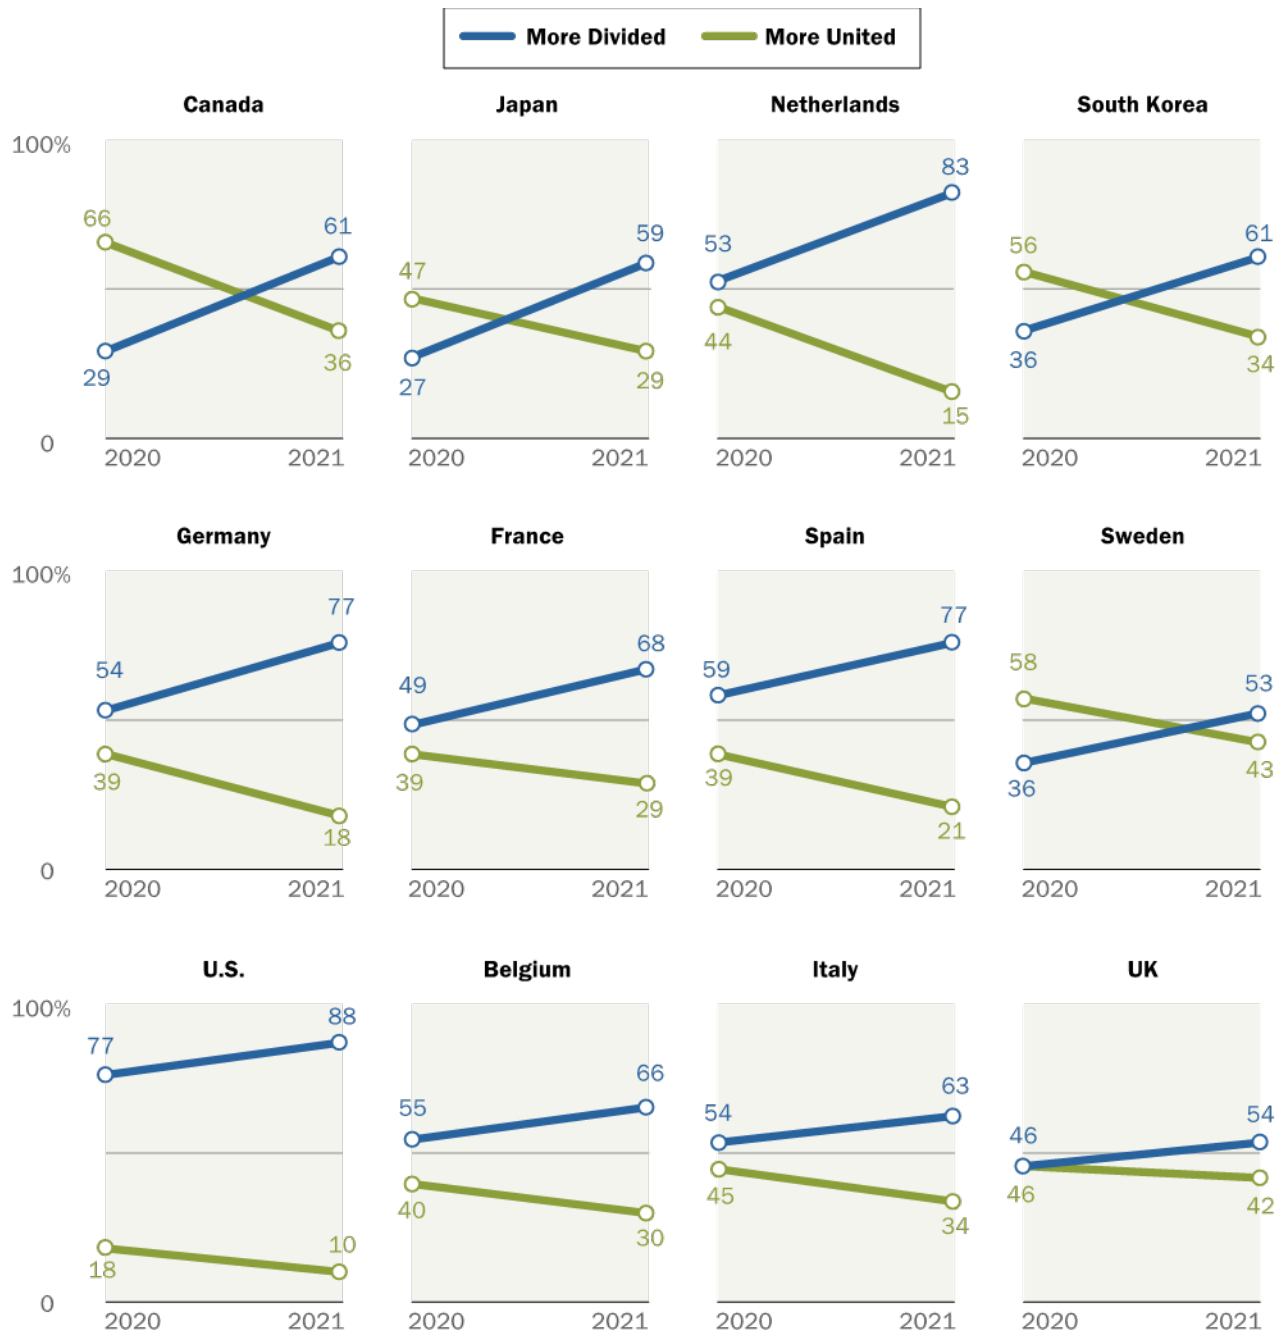 More Divided More United
Canada Japan Netherlands South Korea
100%
66 61 36 29
47 59 29 27
53 83 44 15
56 61 36 34
0
2020 2021 2020 2021 2020 2021 2020 2021
Germany France Spain Sweden
100%
54 77 39 18
49 68 39 29
59 77 39 21
58 53 36 43
0
2020 2021 2020 2021 2020 2021 2020 2021
U.S. Belgium Italy UK
100%
77 88 18 10
55 66 40 30
54 63 45 34
46 54 46 42
0
2020 2021 2020 2021 2020 2021 2020 2021